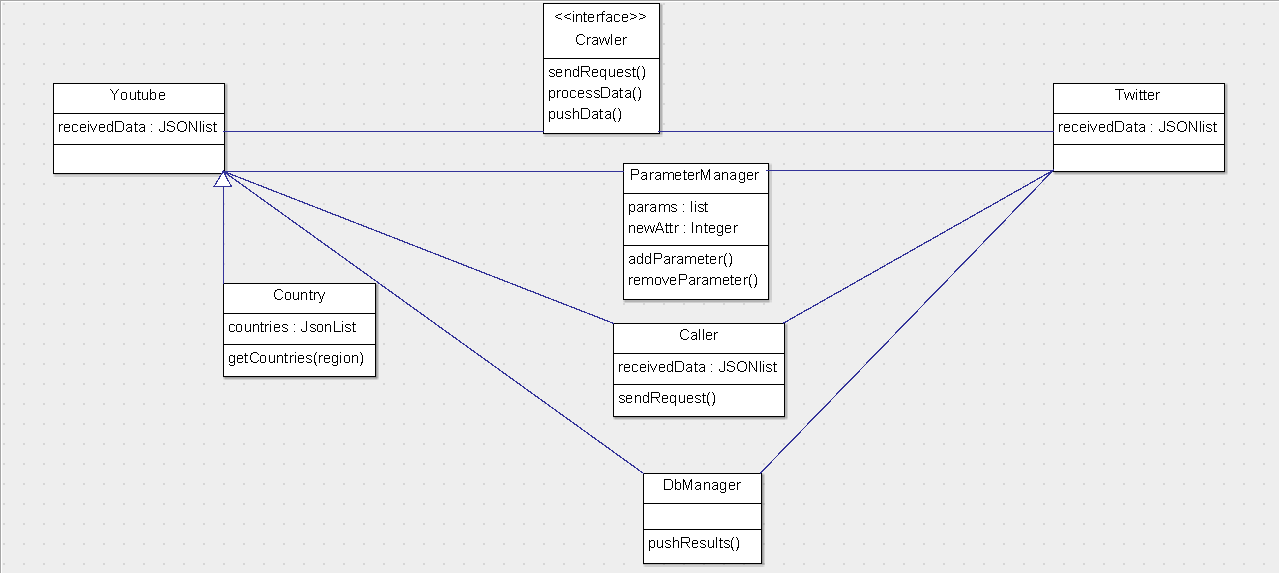 <<interface>>
Crawler
sendRequest()
processData()
pushData()
Youtube
receivedData : JSONlist
Twitter
receivedData : JSONlist
ParameterManager
params : list
newAttr : Integer
addParameter()
removeParameter()
Country
countries : JsonList
getCountries(region)
Caller
receivedData : JSONlist
sendRequest()
DbManager
pushResults()